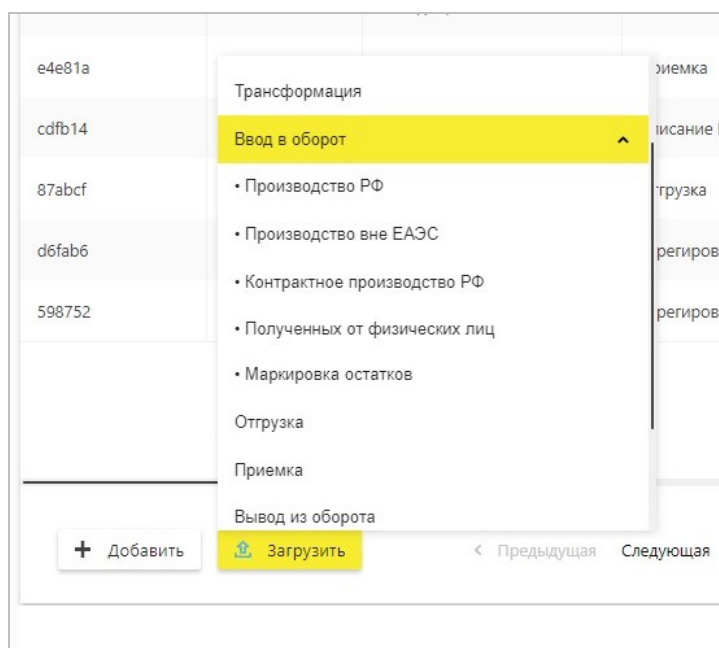 e4e81a
cdfb14
87abcf
d6fab6
598752
Трансформация
Ввод в оборот
• Производство РФ
• Производство вне ЕАЭС
• Контрактное производство РФ
• Полученных от физических лиц
• Маркировка остатков
Отгрузка
Приемка
Вывод из оборота
+ Добавить
Загрузить
< Предыдущая
Следующая